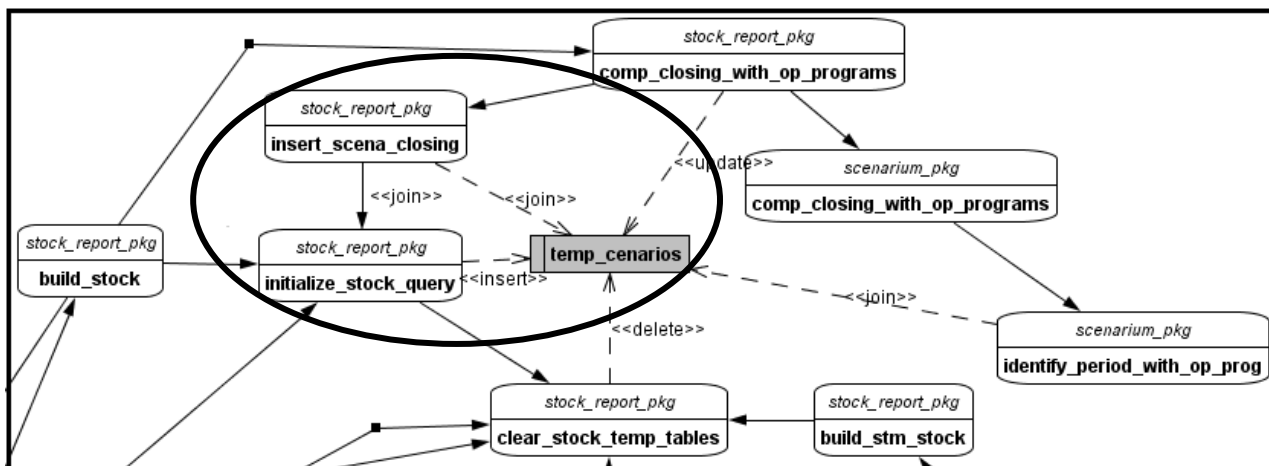 stock_report_pkg
comp_closing_with_op_programs
stock_report_pkg
insert_scena_closing
<<update>>
scenarium_pkg
comp_closing_with_op_programs
<<join>>
<<join>>
stock_report_pkg
build_stock
stock_report_pkg
initialize_stock_query
temp_cenarios
<<insert>>
<<join>>
<<delete>>
scenarium_pkg
identify_period_with_op_prog
stock_report_pkg
clear_stock_temp_tables
stock_report_pkg
build_stm_stock